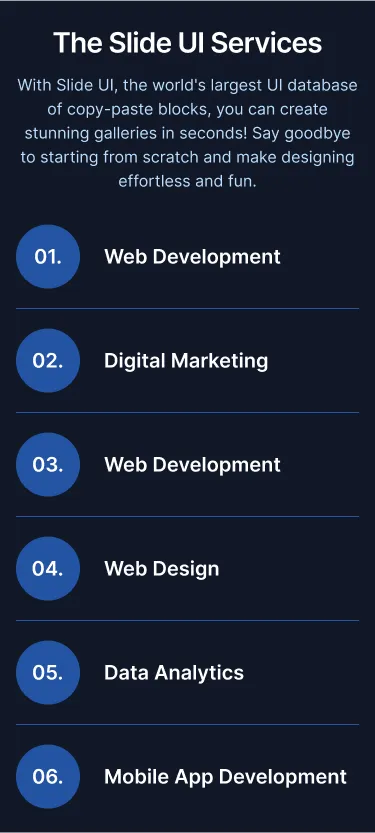 The Slide UI Services
With Slide UI, the world's largest UI database
of copy-paste blocks, you can create
stunning galleries in seconds! Say goodbye
to starting from scratch and make designing
effortless and fun.
01. Web Development
02. Digital Marketing
03. Web Development
04. Web Design
05. Data Analytics
06. Mobile App Development